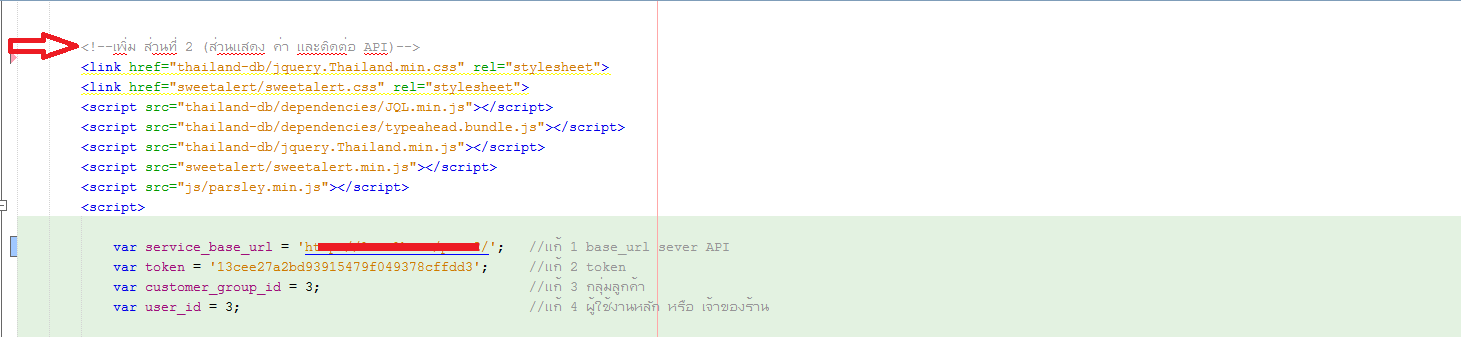 <!--เพิ่ม ส่วนที่ 2 (ส่วนแสดง ค่า และติดต่อ API)-->
<link href="thailand-db/jquery.Thailand.min.css" rel="stylesheet">
<link href="sweetalert/sweetalert.css" rel="stylesheet">
<script src="thailand-db/dependencies/JQL.min.js"></script>
<script src="thailand-db/dependencies/typeahead.bundle.js"></script>
<script src="thailand-db/jquery.Thailand.min.js"></script>
<script src="sweetalert/sweetalert.min.js"></script>
<script src="js/parsley.min.js"></script>
<script>
var service_base_url = 'h /'; //แก้ 1 base_url sever API
var token = '13cee27a2bd93915479f049378cffdd3'; //แก้ 2 token
var customer_group_id = 3; //แก้ 3 กลุ่มลูกค้า
var user_id = 3; //แก้ 4 ผู้ใช้งานหลัก หรือ เจ้าของร้าน